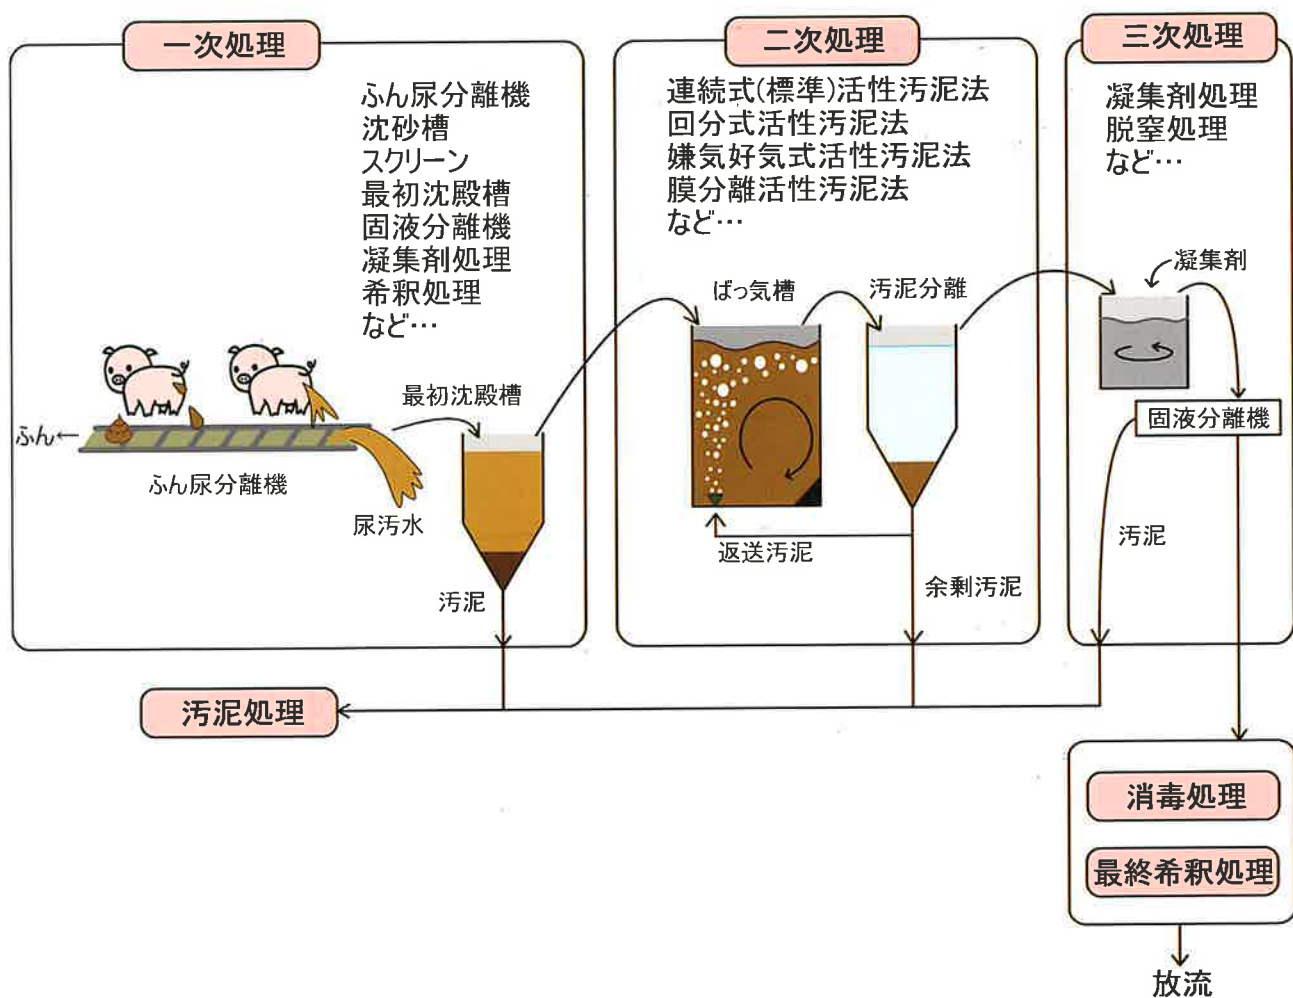 一次処理
ふん尿分離機
沈砂槽
スクリーン
最初沈殿槽
固液分離機
凝集剤処理
希釈処理
など…
最初沈殿槽
ふん←
ふん尿分離機
尿汚水
汚泥
二次処理
連続式(標準)活性汚泥法
回分式活性汚泥法
嫌気好気式活性汚泥法
膜分離活性汚泥法
など…
ばっ気槽
汚泥分離
返送汚泥
余剰汚泥
三次処理
凝集剤処理
脱窒処理
など…
凝集剤
固液分離機
汚泥
汚泥処理
消毒処理
最終希釈処理
放流